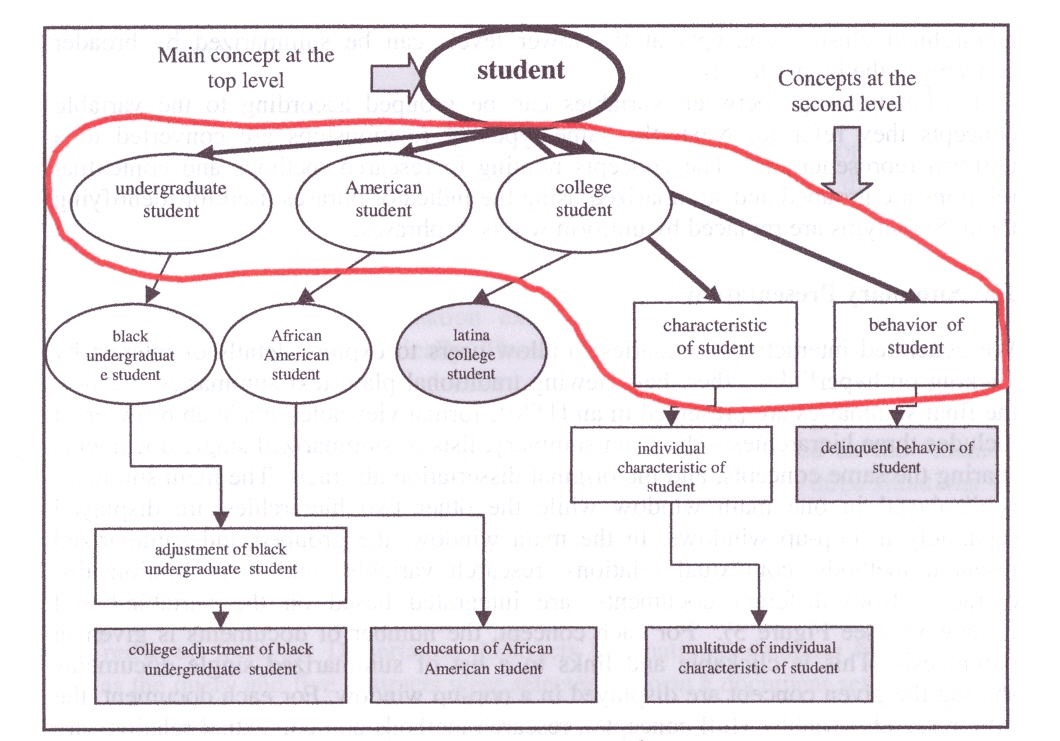 Main concept at the
top level
student
Concepts at the
second level
undergraduate
student
American
student
college
student
black
undergraduat
e student
African
American
student
latin
college
student
characteristic
of student
behavior of
student
individual
characteristic of
student
delinquent behavior of
student
adjustment of black
undergraduate student
college adjustment of black
undergraduate student
education of African
American student
multitude of individual
characteristic of student